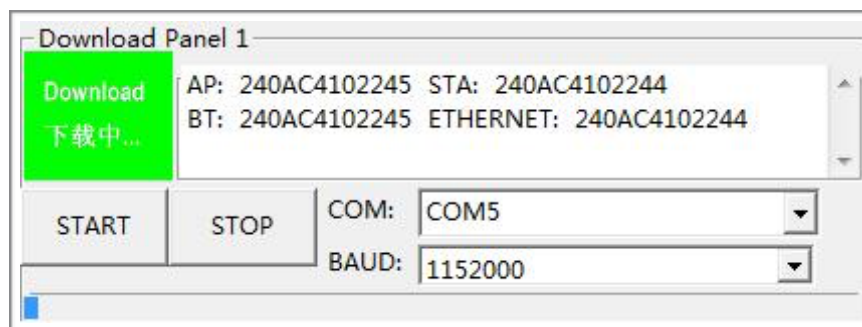 Download Panel 1
Download
下载中...
AP: 240AC4102245 STA: 240AC4102244
BT: 240AC4102245 ETHERNET: 240AC4102244
START
STOP
COM: COM5
BAUD: 1152000